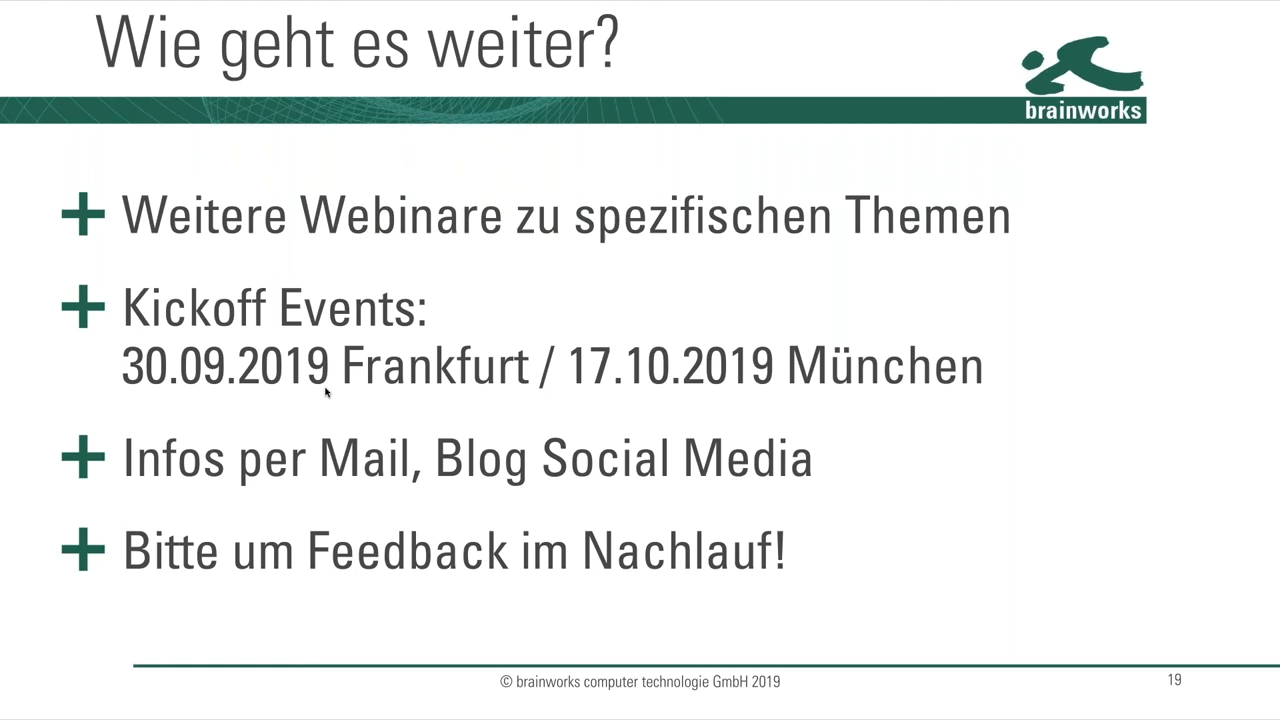 Wie geht es weiter?
brainworks
Weitere Webinare zu spezifischen Themen
Kickoff Events:
30.09.2019 Frankfurt / 17.10.2019 München
Infos per Mail, Blog Social Media
Bitte um Feedback im Nachlauf!
© brainworks computer technologie GmbH 2019
19